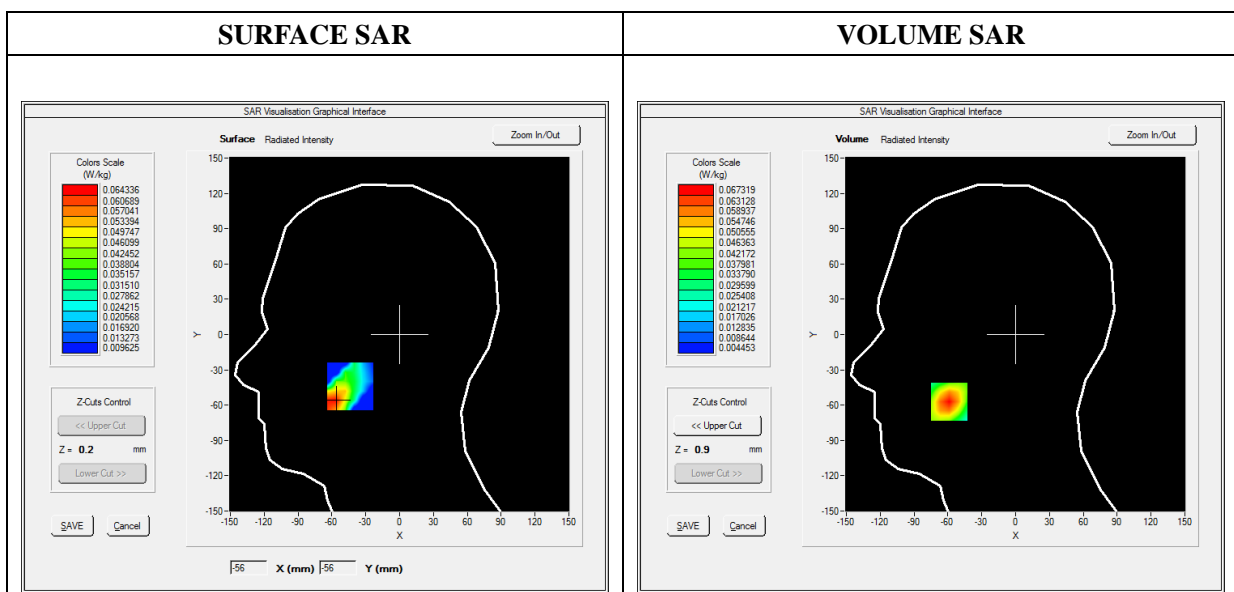 SURFACE SAR
VOLUME SAR
SAR Visualisation Graphical Interface
Surface Radiated Intensity
Zoom In/Out
Colors Scale
(W/kg)
0.064336
0.060689
0.057041
0.053394
0.049747
0.046099
0.042452
0.038804
0.035157
0.031510
0.027862
0.024215
0.020568
0.016920
0.013273
0.009625
Z-Cuts Control
<< Upper Cut
Z = 0.2 mm
Lower Cut >>
SAVE Cancel
150
120
90
60
30
0
-30
-60
-90
-120
-150
Y
-150 -120 -90 -60 -30 0 30 60 90 120 150
X
-56 X (mm) -56 Y (mm)
SAR Visualisation Graphical Interface
Volume Radiated Intensity
Zoom In/Out
Colors Scale
(W/kg)
0.067319
0.063128
0.058937
0.054746
0.050555
0.046363
0.042172
0.037981
0.033790
0.029599
0.025408
0.021217
0.017026
0.012835
0.008644
0.004453
Z-Cuts Control
<< Upper Cut
Z = 0.9 mm
Lower Cut >>
SAVE Cancel
150
120
90
60
30
0
-30
-60
-90
-120
-150
Y
-150 -120 -90 -60 -30 0 30 60 90 120 150
X